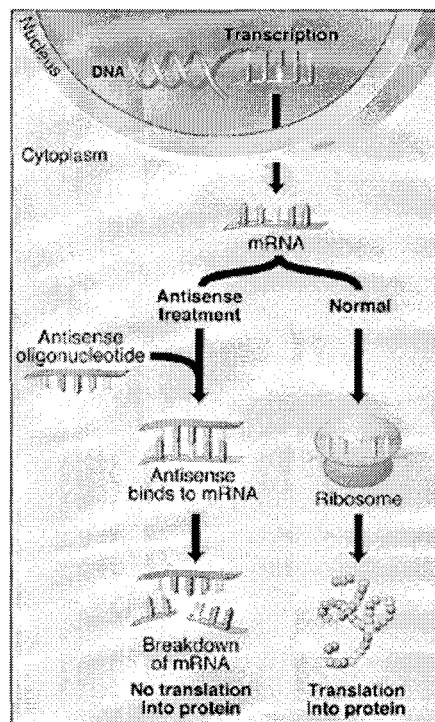 Transcription
Nucleus
DNA
Cytoplasm
mRNA
Antisense
treatment
Normal
Antisense
oligonucleotide
Antisense
binds to mRNA
Ribosome
Breakdown
of mRNA
No translation
Into protein
Translation
Into protein